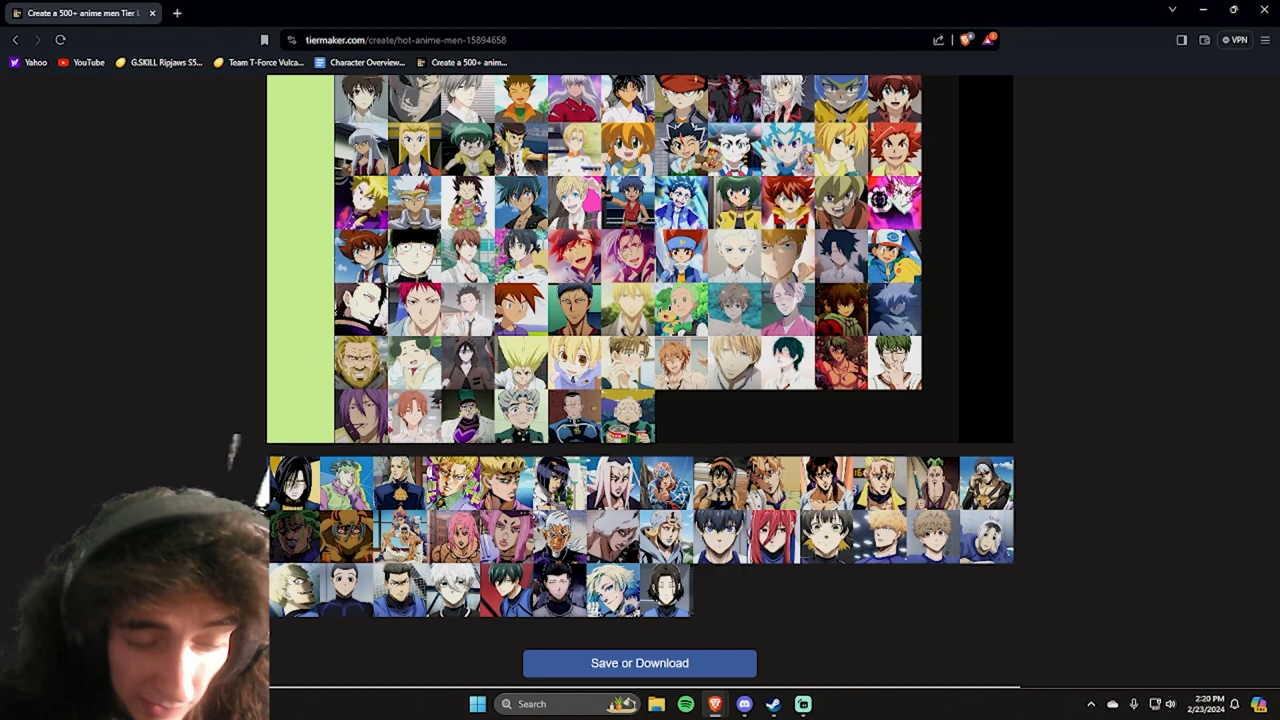 Create a 500+ anime men Tier l
tiermaker.com/create/hot-anime-men-15894658
VPN
Yahoo
YouTube
G.SKILL Ripjaws S5...
Team T-Force Vulca...
Character Overview...
Create a 500+ anim...
Save or Download
Search
2:20 PM
2/23/2024